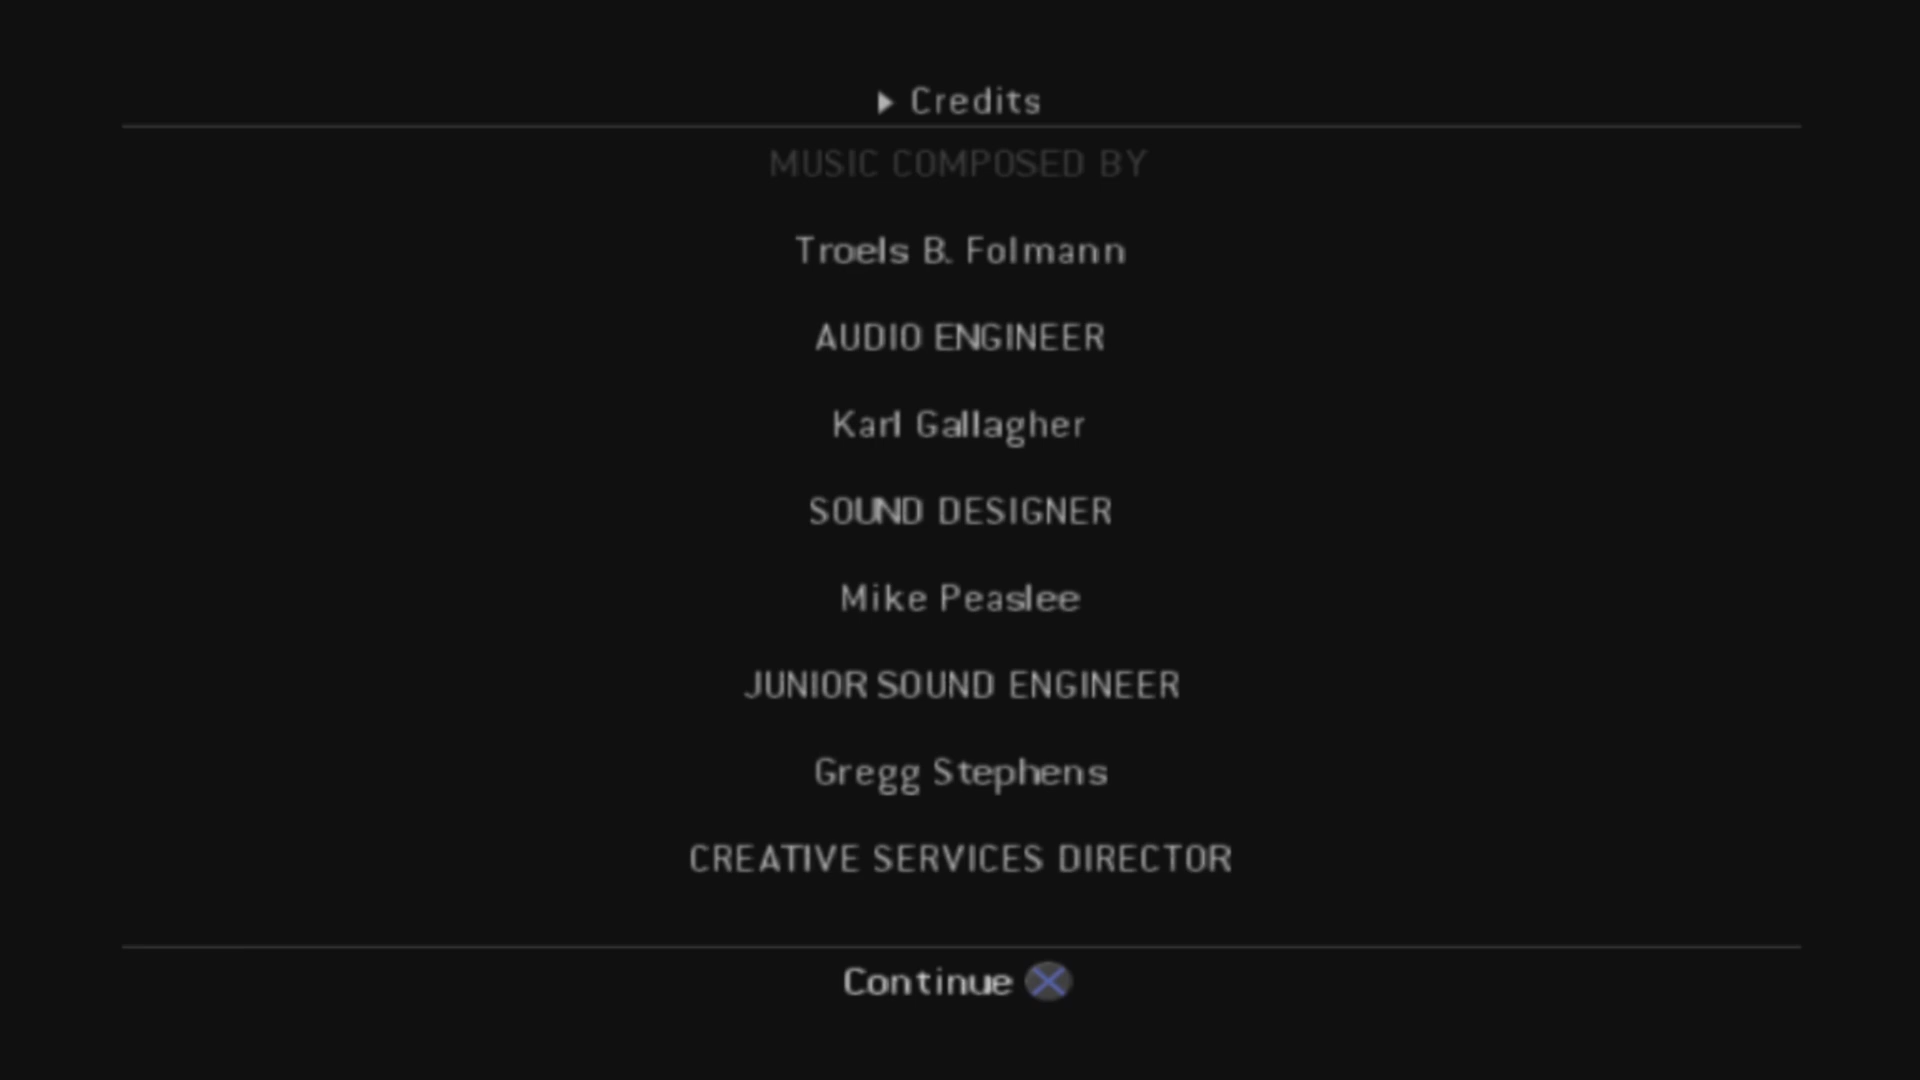 Credits
MUSIC COMPOSED BY
Troels B. Folmann
AUDIO ENGINEER
Karl Gallagher
SOUND DESIGNER
Mike Peaslee
JUNIOR SOUND ENGINEER
Gregg Stephens
CREATIVE SERVICES DIRECTOR
Continue